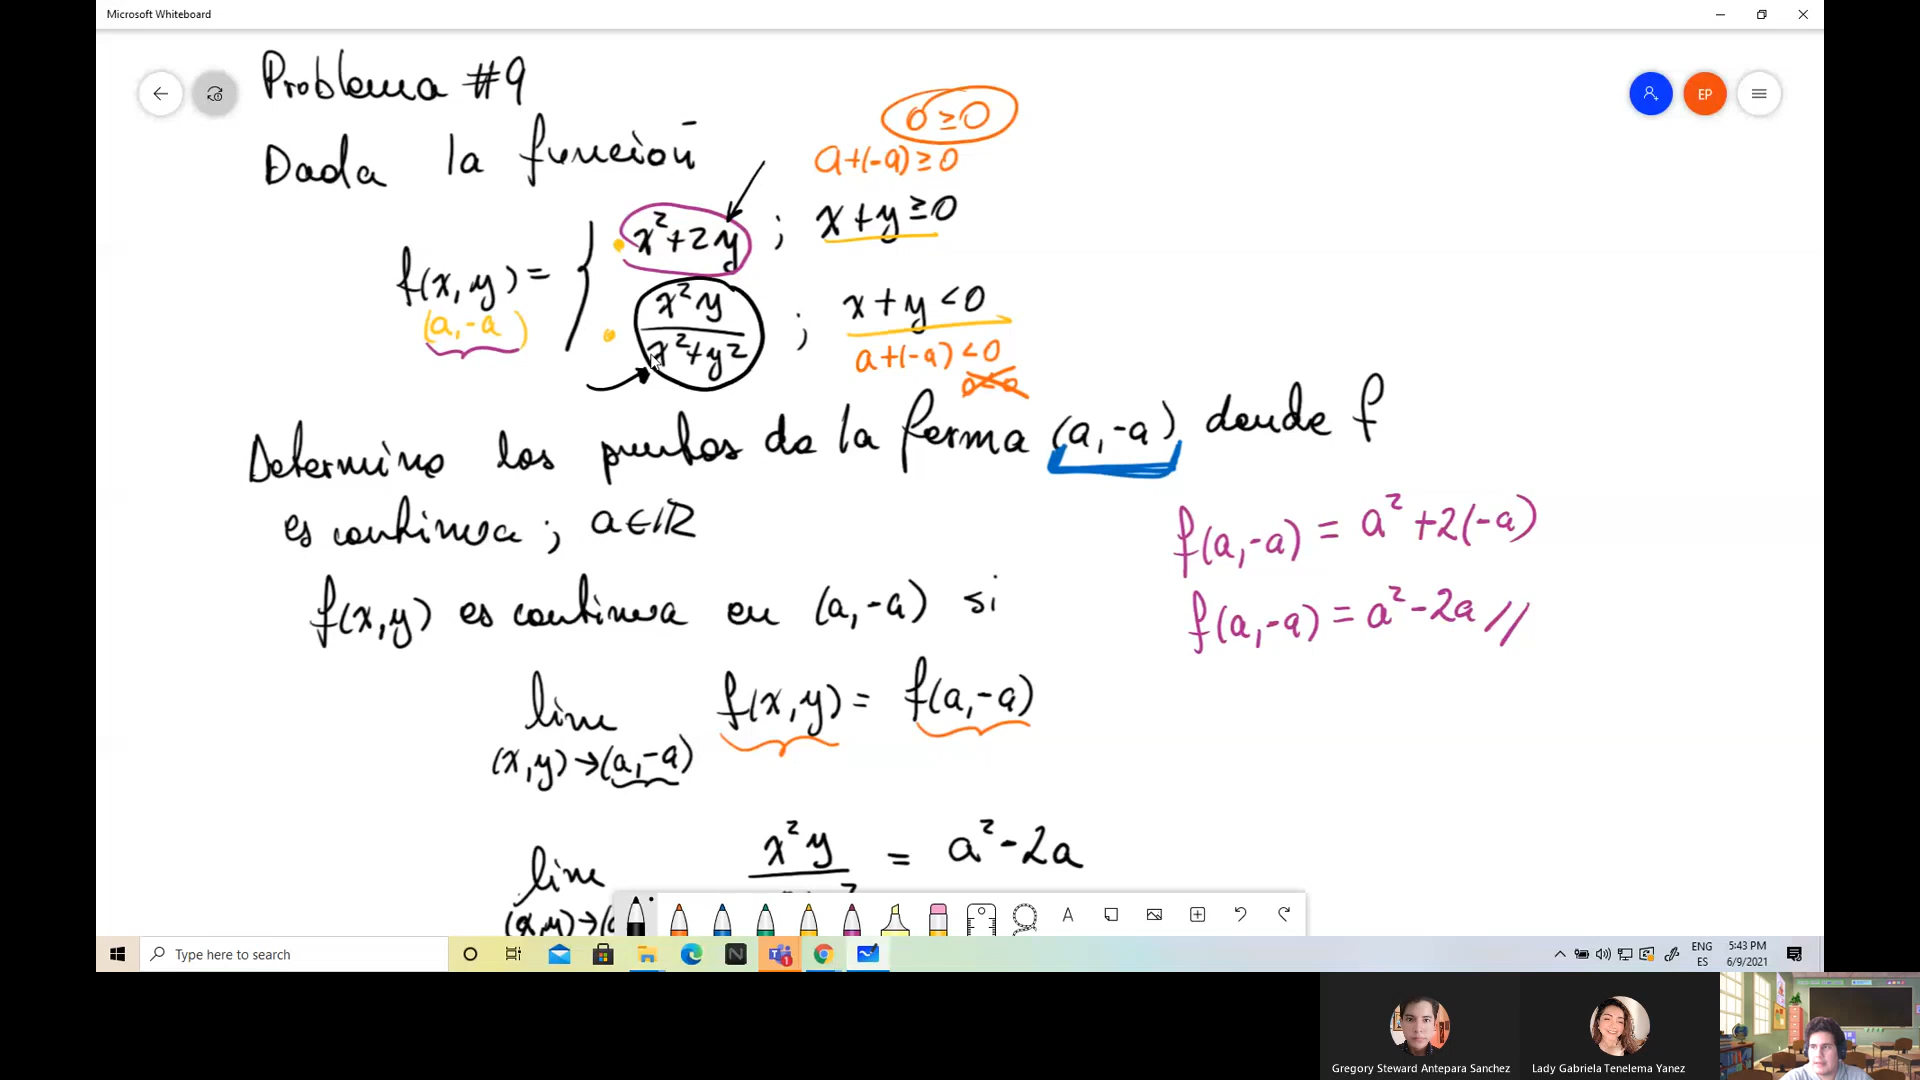 Microsoft Whiteboard
Problema #9
Dada la función
0 ≥ 0
a+(-a) ≥ 0
x²+2y ; x+y ≥ 0
f(x,y) =
(a,-a)
x²y / x²+y² ; x+y < 0
a+(-a) < 0
0 < 0
Determine los puntos de la forma (a,-a) donde f
es continua ; a∈ℝ
f(a,-a) = a²+2(-a)
f(a,-a) = a²-2a //
f(x,y) es continua en (a,-a) si
lim f(x,y) = f(a,-a)
(x,y)→(a,-a)
lim x²y = a²-2a
(x,y)→(
EP
A
Type here to search
N
1
ENG
ES
5:43 PM
6/9/2021
Gregory Steward Antepara Sanchez
Lady Gabriela Tenelema Yanez